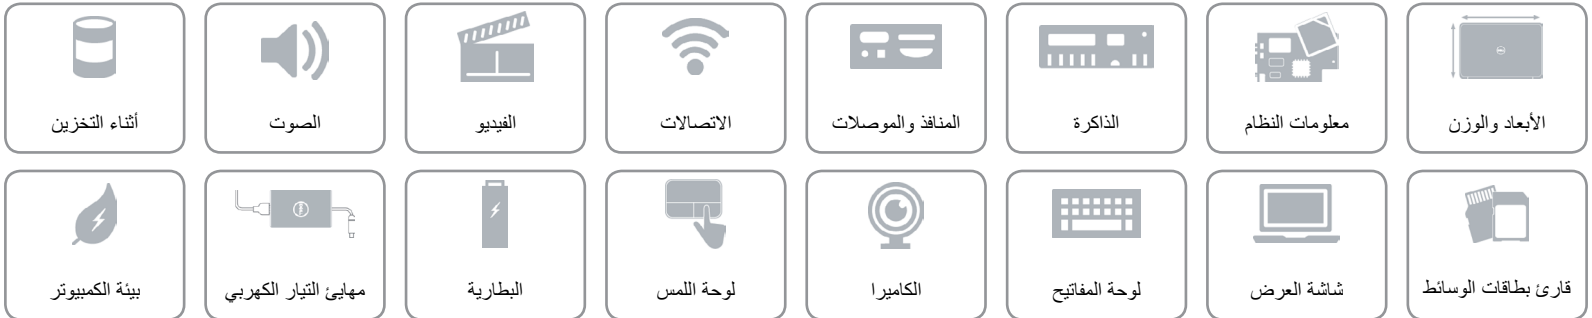 الأبعاد والوزن
معلومات النظام
الذاكرة
المنافذ والموصلات
الاتصالات
الفيديو
الصوت
أثناء التخزين
قارئ بطاقات الوسائط
شاشة العرض
لوحة المفاتيح
الكاميرا
لوحة اللمس
البطارية
مهايئ التيار الكهربي
بيئة الكمبيوتر